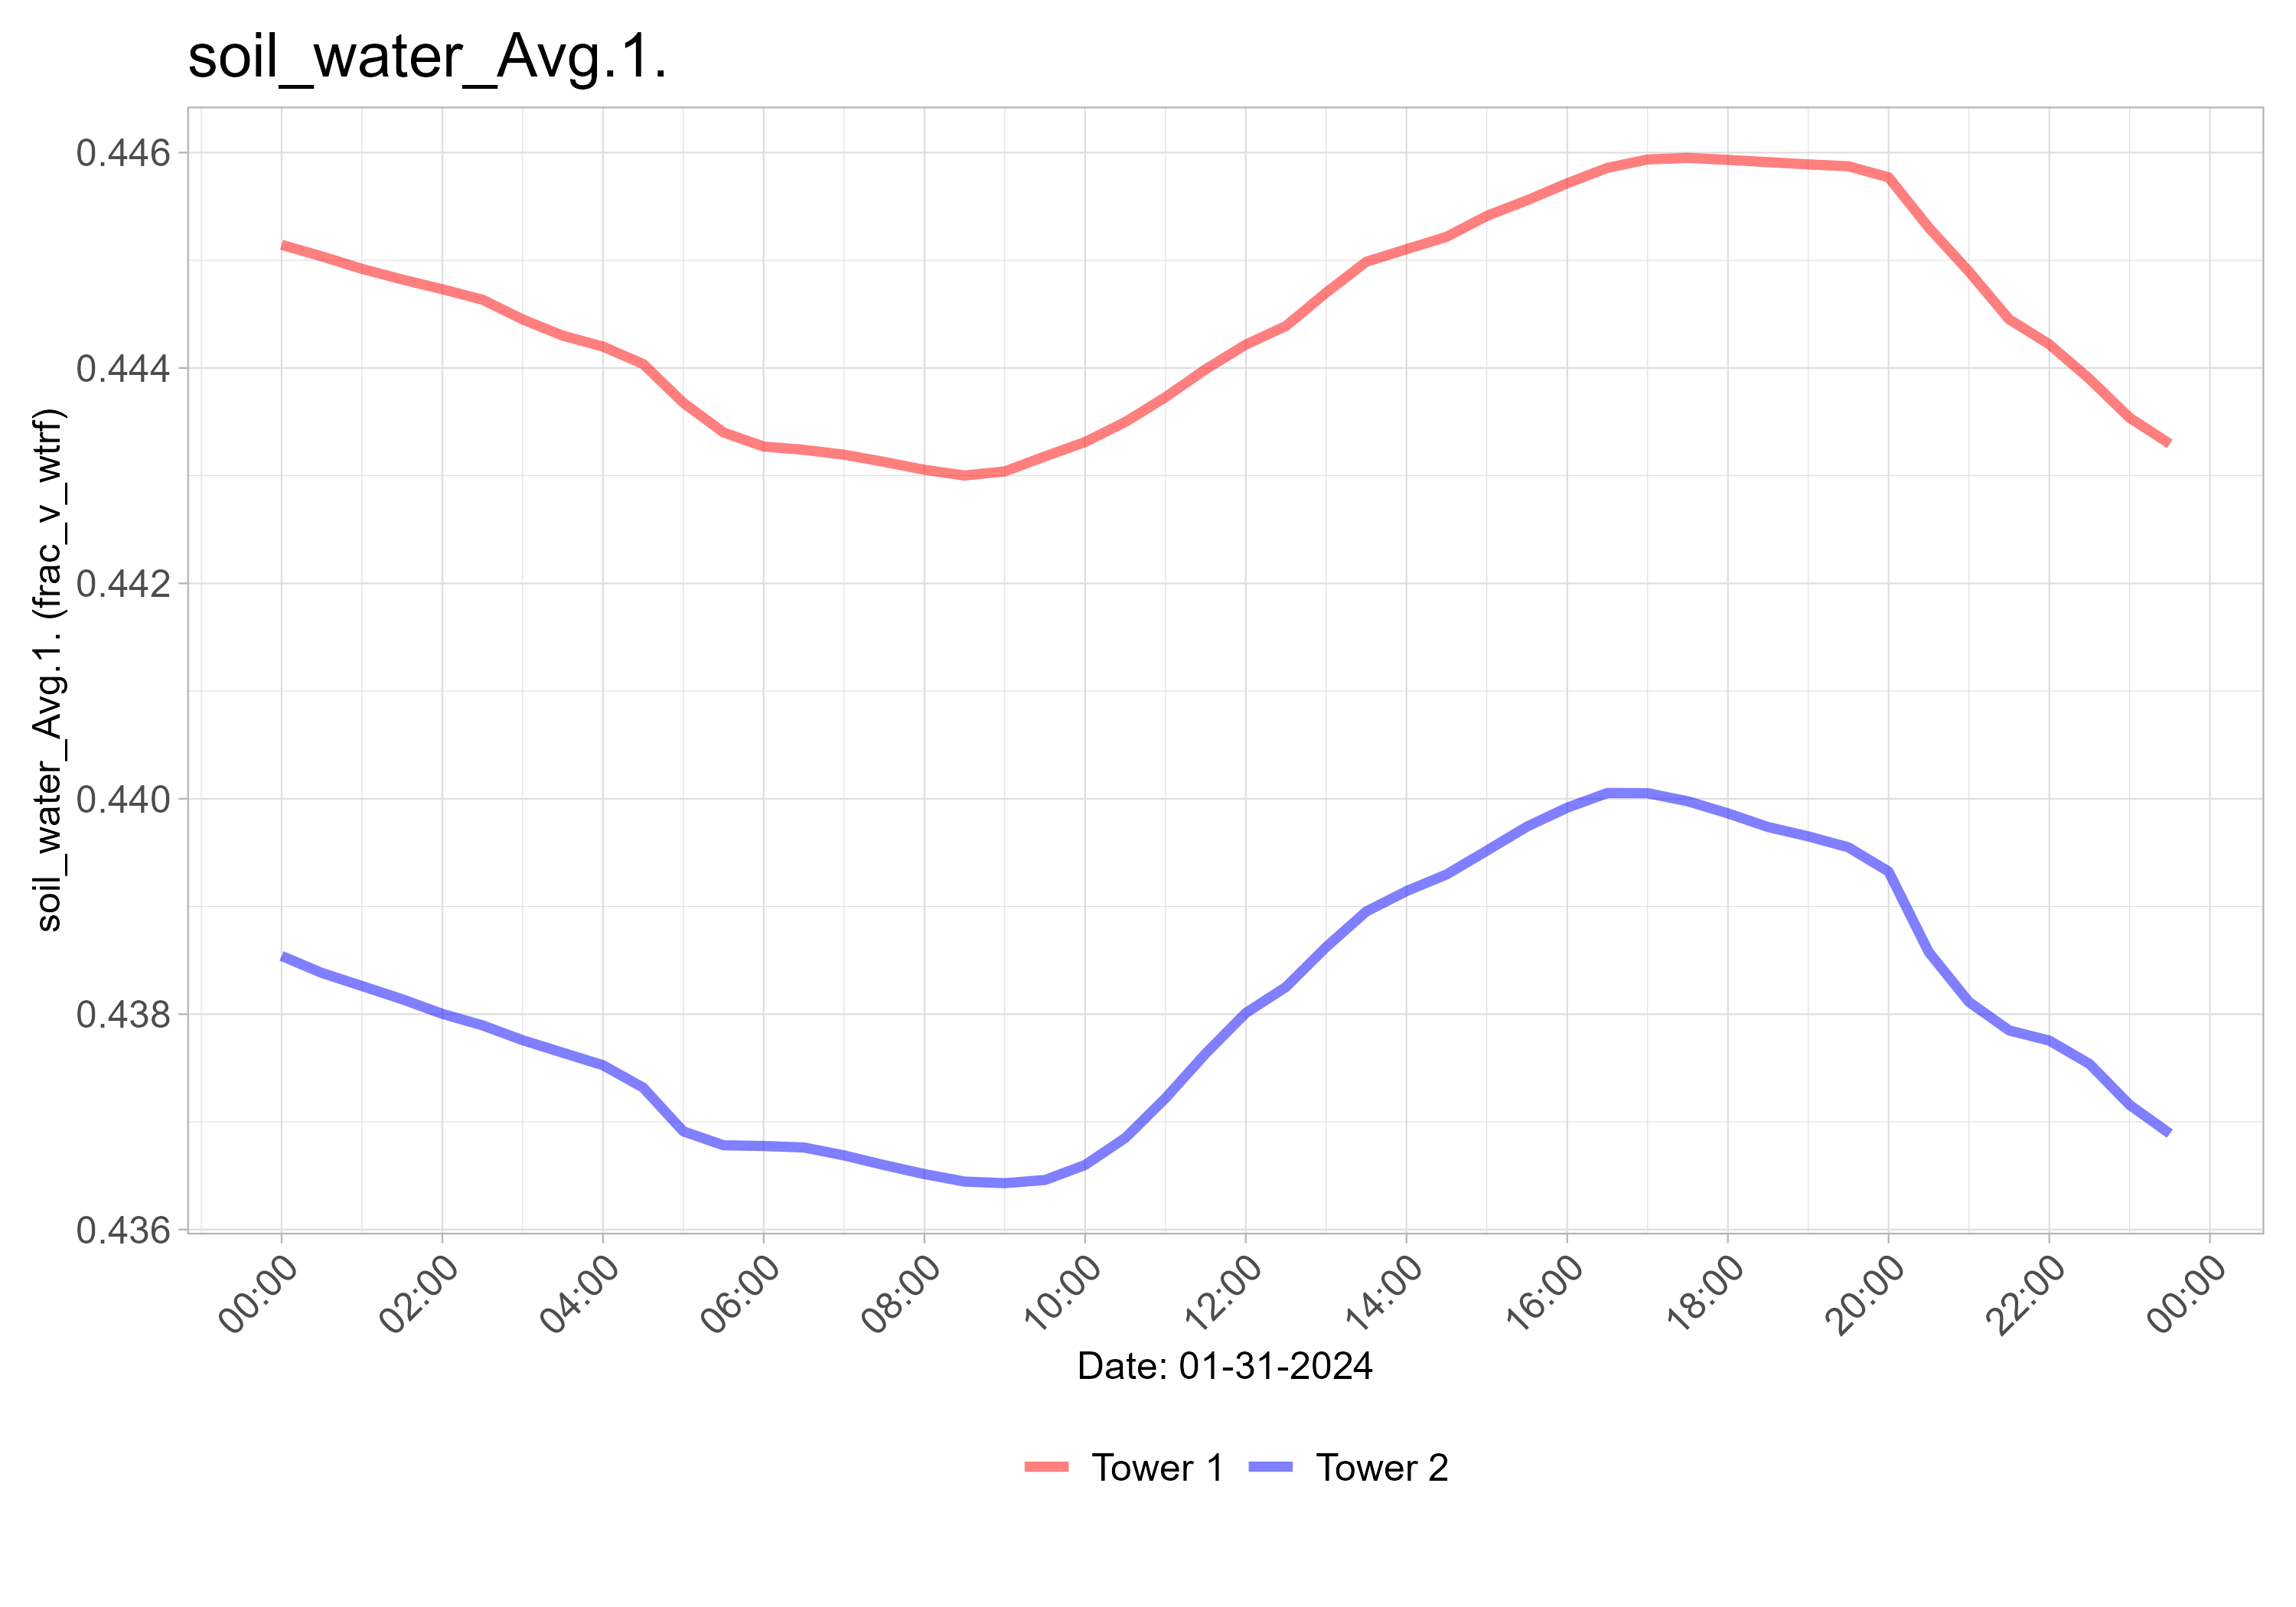 soil_water_Avg.1.
soil_water_Avg.1. (frac_v_wtrf)
0.446
0.444
0.442
0.440
0.438
0.436
00:00 02:00 04:00 06:00 08:00 10:00 12:00 14:00 16:00 18:00 20:00 22:00 00:00
Date: 01-31-2024
Tower 1 Tower 2